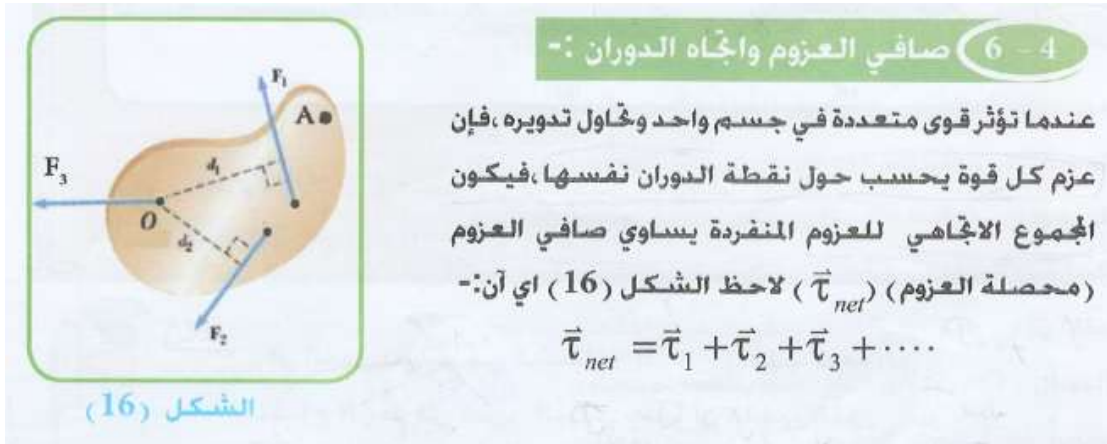 6 - 4 صافي العزوم واتجاه الدوران :-
عندما تؤثر قوى متعددة في جسم واحد وتحاول تدويره ،فإن
عزم كل قوة يحسب حول نقطة الدوران نفسها ،فيكون
المجموع الاتجاهي للعزوم المنفردة يساوي صافي العزوم
(محصلة العزوم) (τ⃗ net) لاحظ الشكل (16) اي آن:-
τ⃗ net = τ⃗ 1 + τ⃗ 2 + τ⃗ 3 + ····
F1
A
d1
F3
O
d2
F2
الشكل (16)